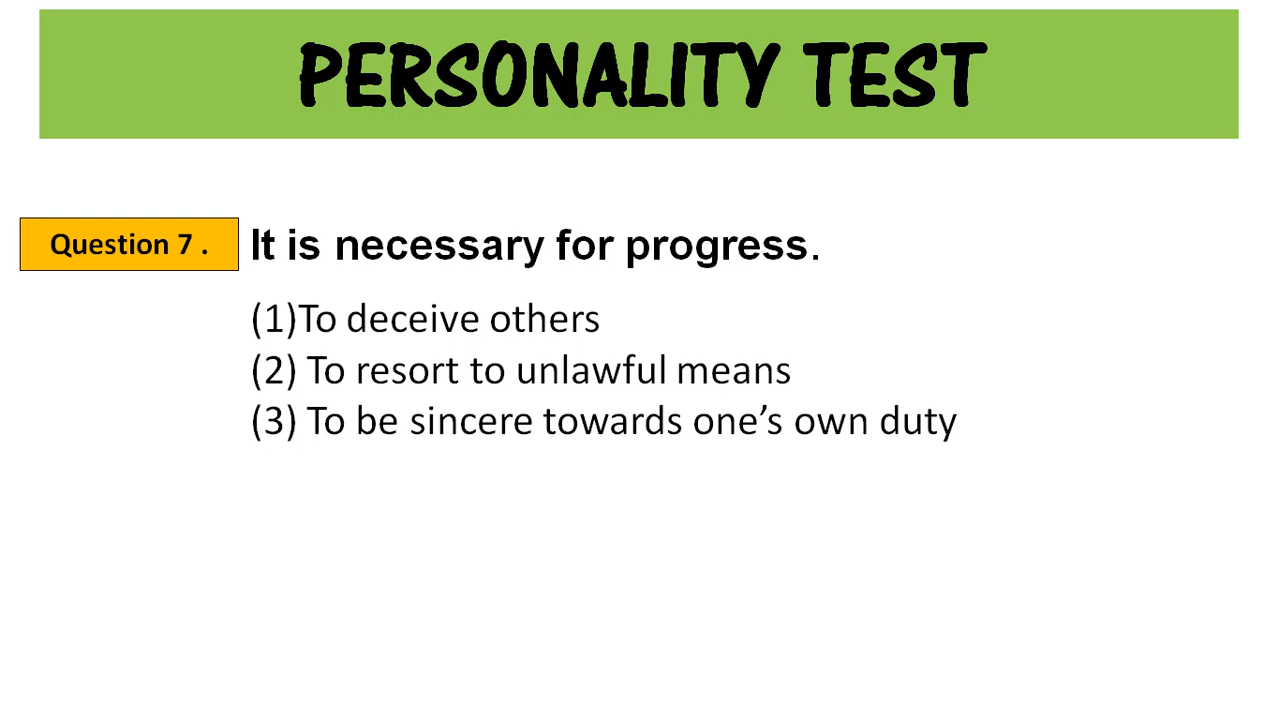 PERSONALITY TEST
Question 7 . It is necessary for progress.
(1)To deceive others
(2) To resort to unlawful means
(3) To be sincere towards one’s own duty